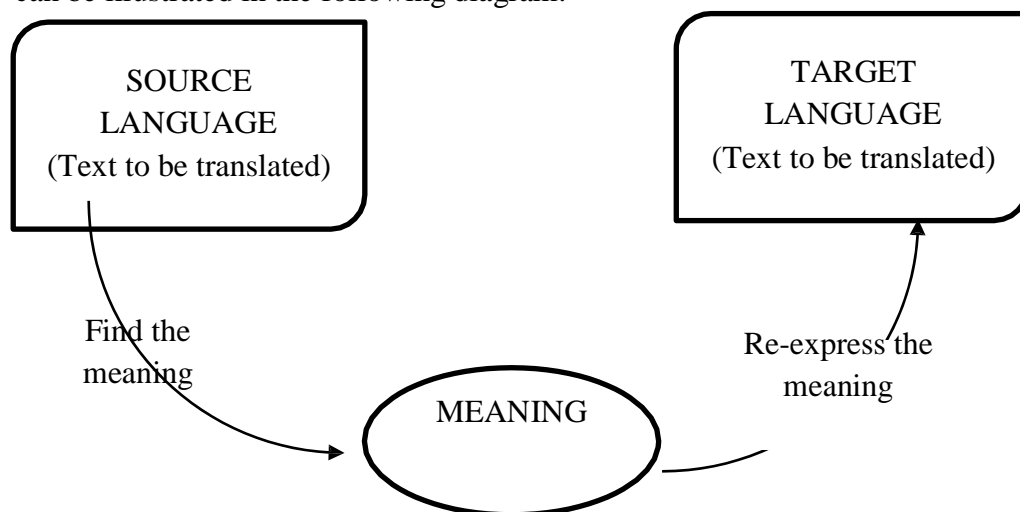 can be illustrated in the following diagram:
SOURCE
LANGUAGE
(Text to be translated)
TARGET
LANGUAGE
(Text to be translated)
Find the
meaning
Re-express the
meaning
MEANING